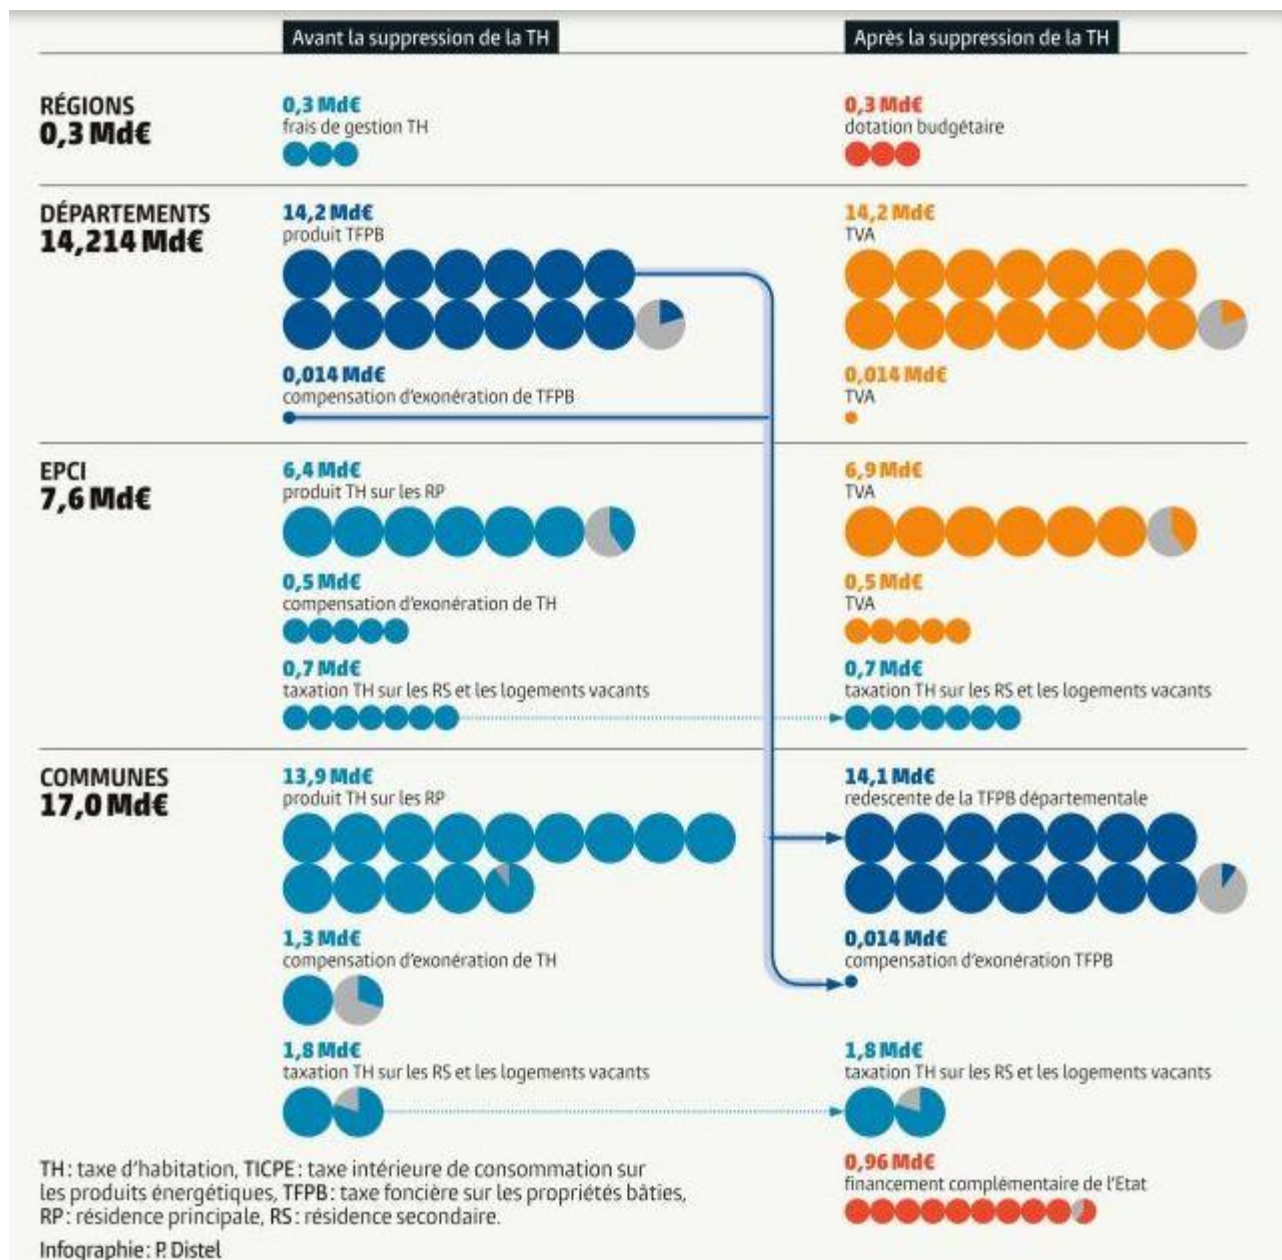 Avant la suppression de la TH
Après la suppression de la TH
RÉGIONS
0,3 Md€
0,3 Md€
frais de gestion TH
0,3 Md€
dotation budgétaire
DÉPARTEMENTS
14,214 Md€
14,2 Md€
produit TFPB
14,2 Md€
TVA
0,014 Md€
compensation d'exonération de TFPB
0,014 Md€
TVA
EPCI
7,6 Md€
6,4 Md€
produit TH sur les RP
6,9 Md€
TVA
0,5 Md€
compensation d'exonération de TH
0,5 Md€
TVA
0,7 Md€
taxation TH sur les RS et les logements vacants
0,7 Md€
taxation TH sur les RS et les logements vacants
COMMUNES
17,0 Md€
13,9 Md€
produit TH sur les RP
14,1 Md€
redescente de la TFPB départementale
1,3 Md€
compensation d'exonération de TH
0,014 Md€
compensation d'exonération TFPB
1,8 Md€
taxation TH sur les RS et les logements vacants
1,8 Md€
taxation TH sur les RS et les logements vacants
0,96 Md€
financement complémentaire de l'Etat
TH : taxe d'habitation, TICPE : taxe intérieure de consommation sur
les produits énergétiques, TFPB : taxe foncière sur les propriétés bâties,
RP : résidence principale, RS : résidence secondaire.
Infographie : P. Distel